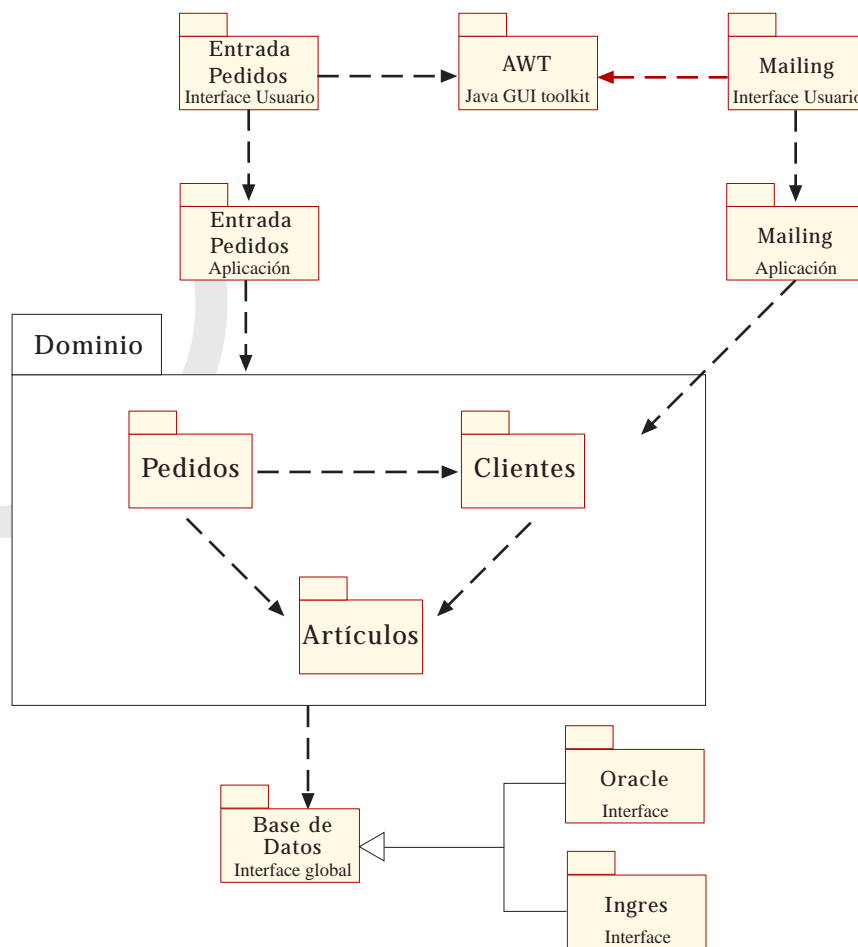 Entrada
Pedidos
Interface Usuario
AWT
Java GUI toolkit
Mailing
Interface Usuario
Entrada
Pedidos
Aplicación
Mailing
Aplicación
Dominio
Pedidos
Clientes
Artículos
Oracle
Interface
Base de
Datos
Interface global
Ingres
Interface